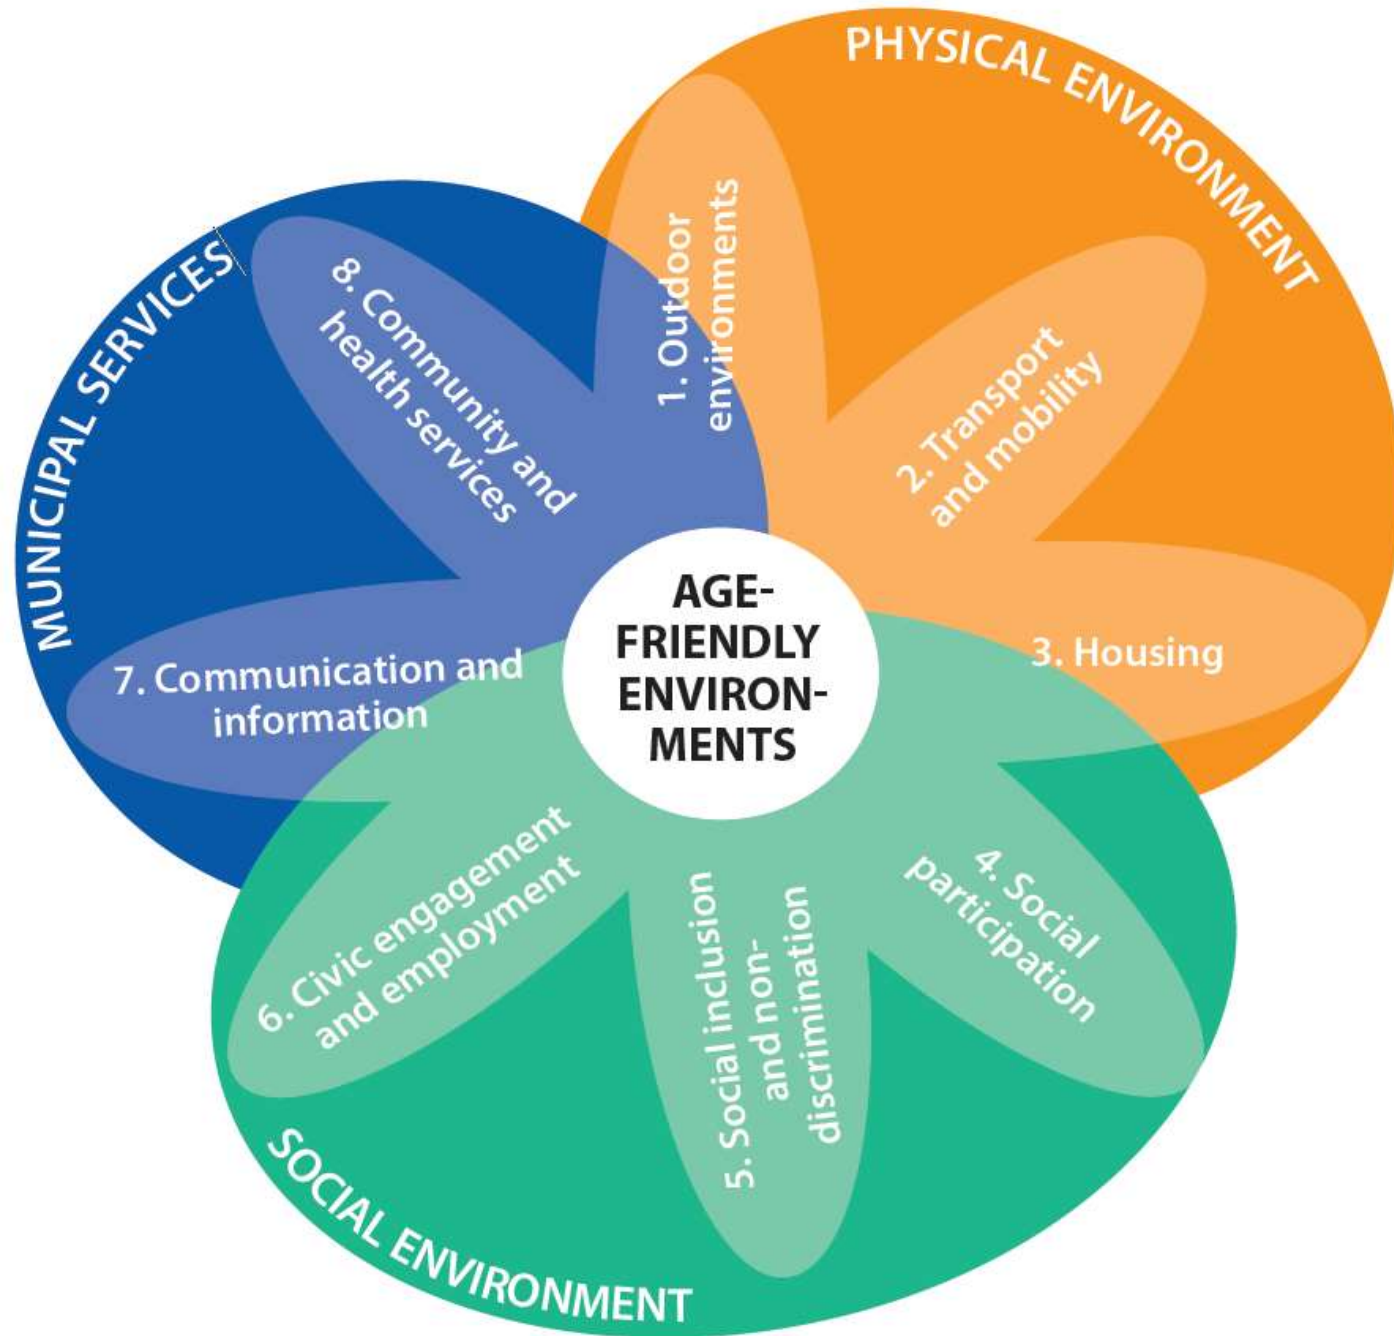 PHYSICAL ENVIRONMENT
MUNICIPAL SERVICES
SOCIAL ENVIRONMENT
AGE-
FRIENDLY
ENVIRON-
MENTS
1. Outdoor
environments
2. Transport
and mobility
3. Housing
4. Social
participation
5. Social inclusion
and non-
discrimination
6. Civic engagement
and employment
7. Communication and
information
8. Community and
health services